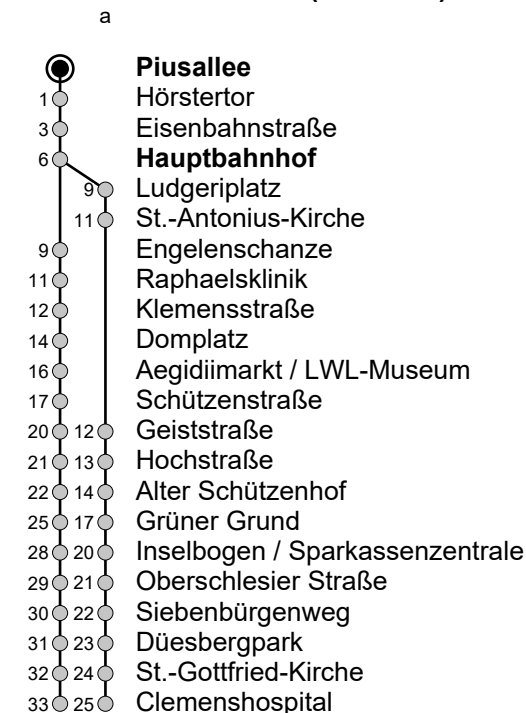 a
Piusallee
1 Hörstertor
3 Eisenbahnstraße
6 Hauptbahnhof
9 Ludgeriplatz
11 St.-Antonius-Kirche
9 Engelenschanze
11 Raphaelsklinik
12 Klemensstraße
14 Domplatz
16 Aegidiimarkt / LWL-Museum
17 Schützenstraße
20 12 Geiststraße
21 13 Hochstraße
22 14 Alter Schützenhof
25 17 Grüner Grund
28 20 Inselbogen / Sparkassenzentrale
29 21 Oberschlesier Straße
30 22 Siebenbürgenweg
31 23 Düesbergpark
32 24 St.-Gottfried-Kirche
33 25 Clemenshospital